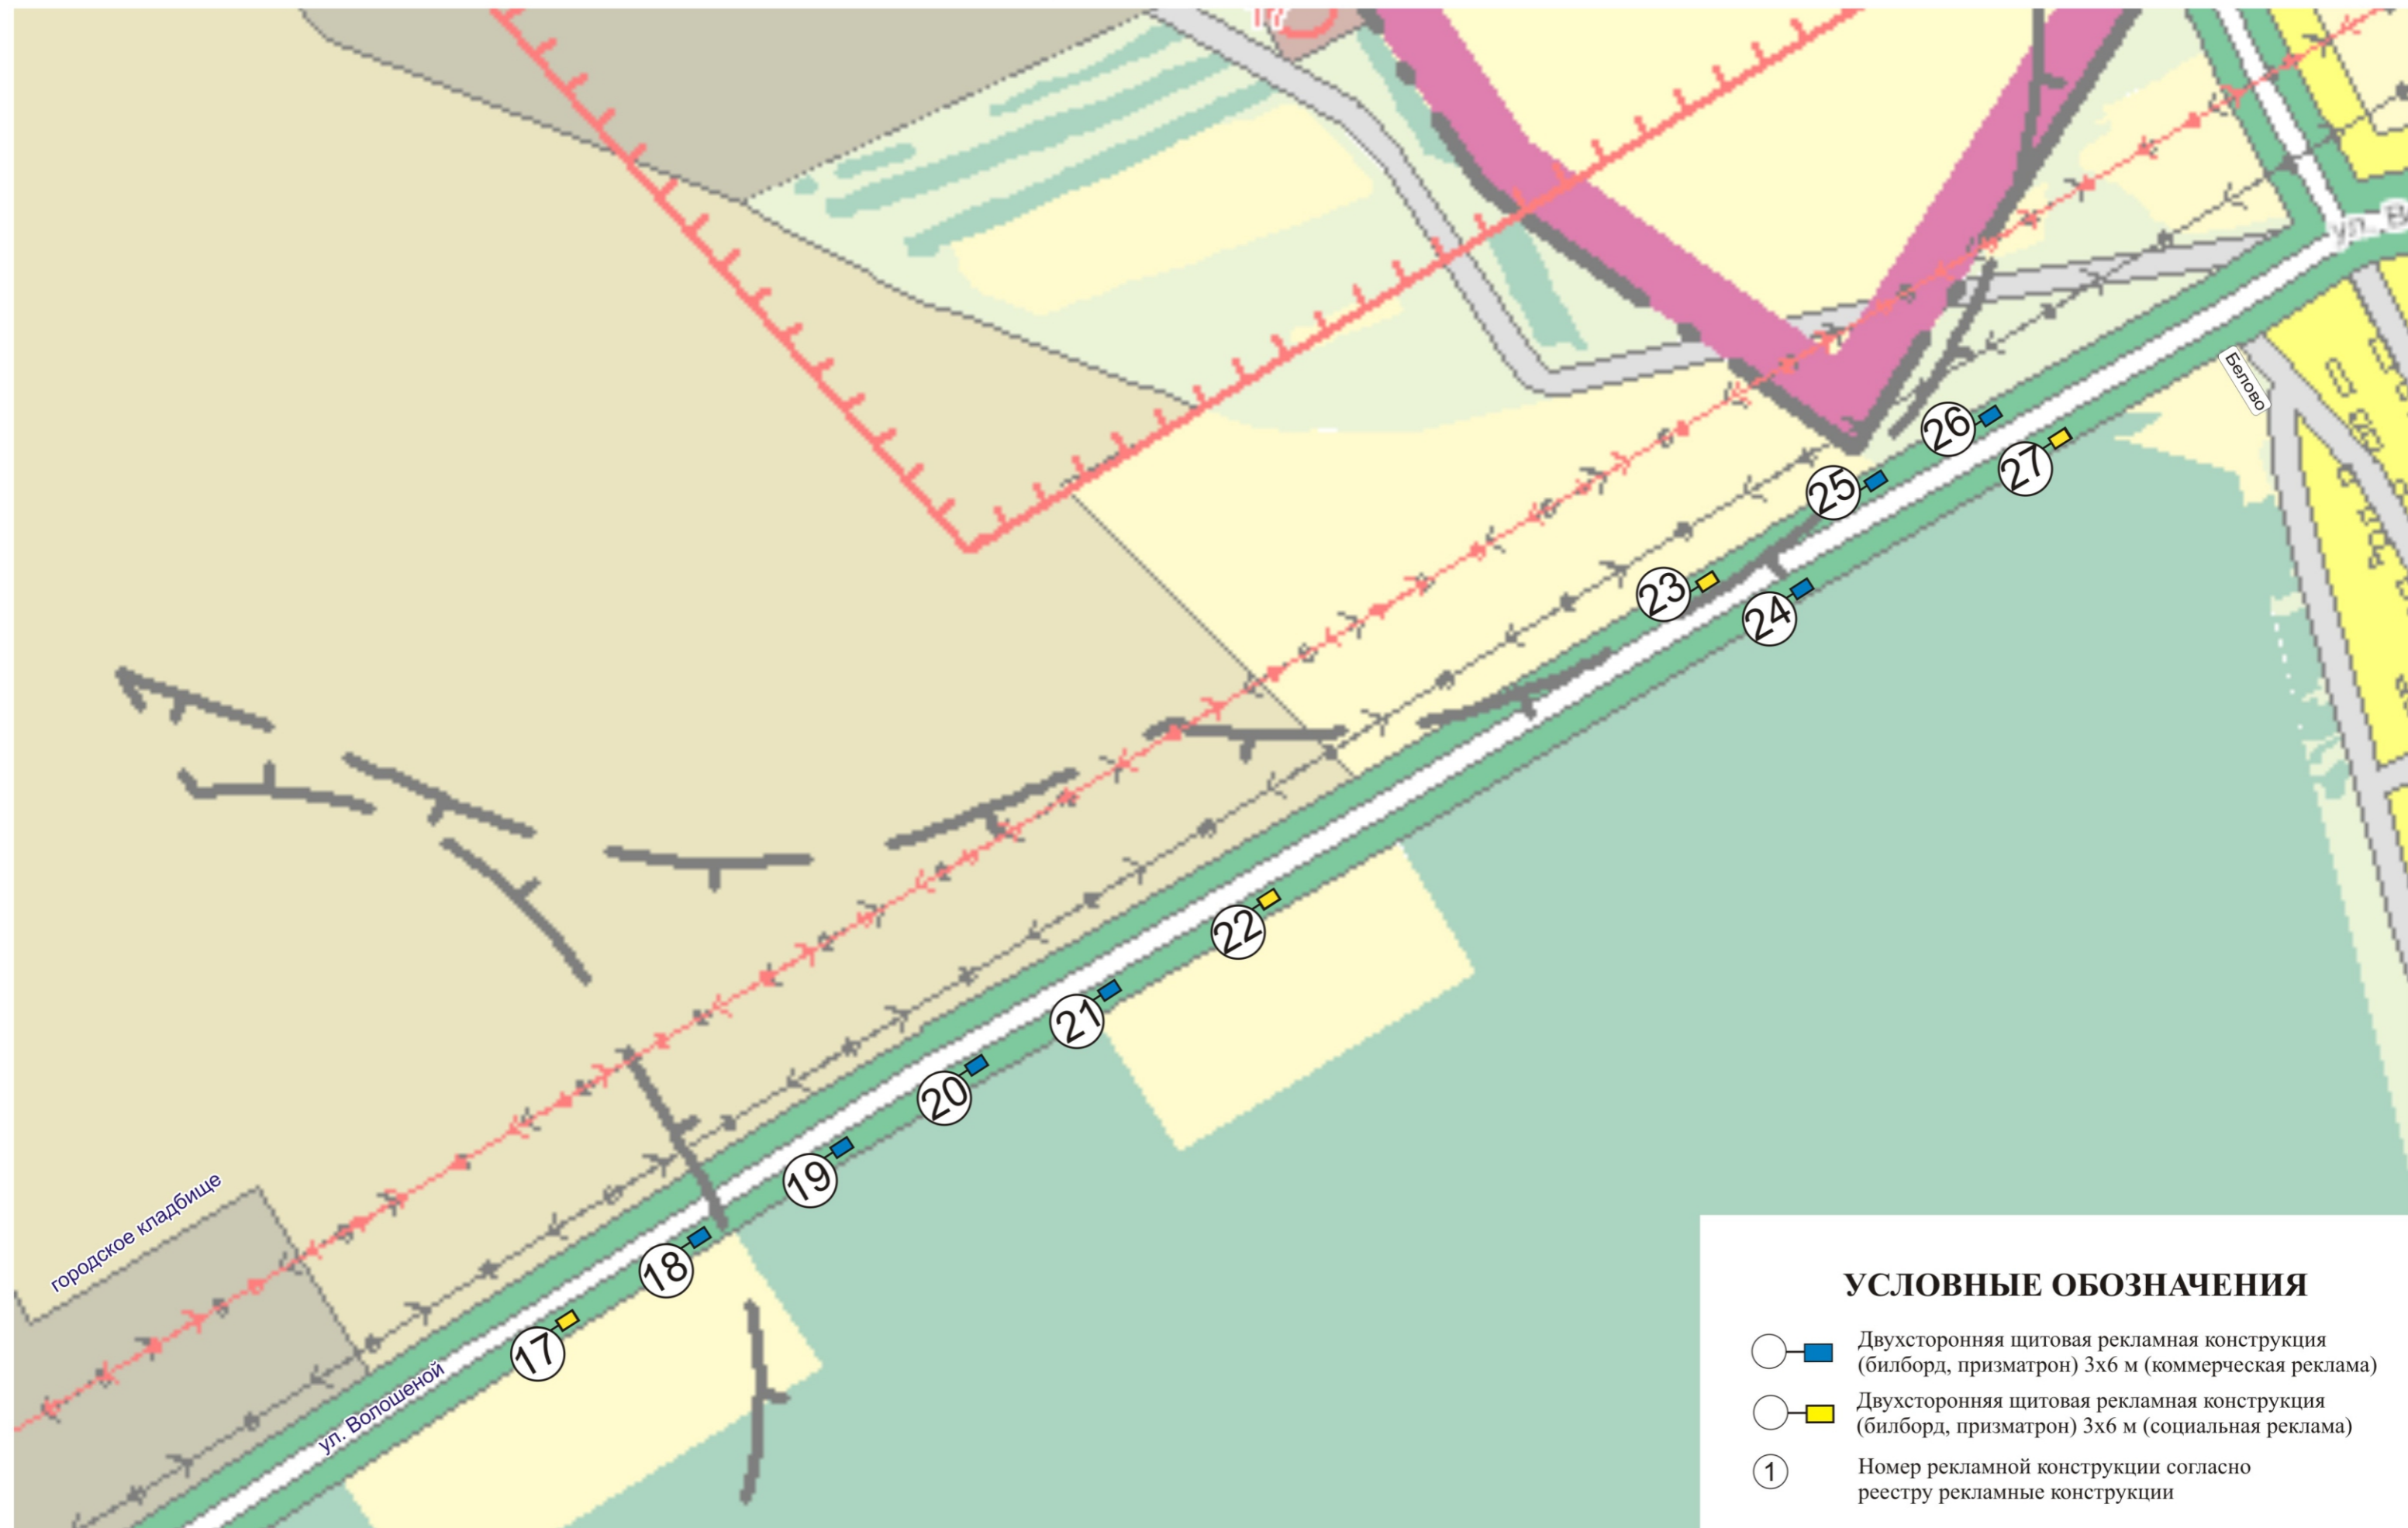 17
ул. В
Белово
26
27
25
23
24
22
21
20
19
18
17
городское кладбище
ул. Волошеной
УСЛОВНЫЕ ОБОЗНАЧЕНИЯ
Двухсторонняя щитовая рекламная конструкция
(билборд, призматрон) 3х6 м (коммерческая реклама)
Двухсторонняя щитовая рекламная конструкция
(билборд, призматрон) 3х6 м (социальная реклама)
1
Номер рекламной конструкции согласно
реестру рекламные конструкции